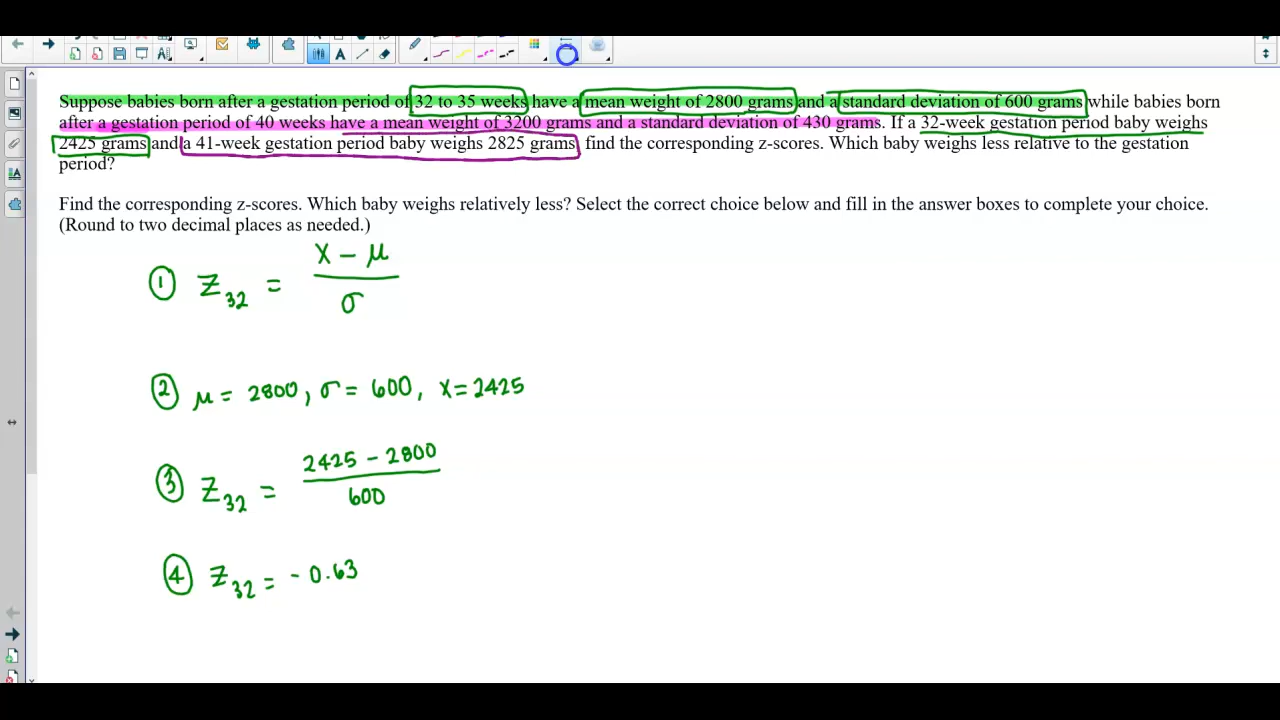 Suppose babies born after a gestation period of 32 to 35 weeks have a mean weight of 2800 grams and a standard deviation of 600 grams while babies born
after a gestation period of 40 weeks have a mean weight of 3200 grams and a standard deviation of 430 grams. If a 32-week gestation period baby weighs
2425 grams and a 41-week gestation period baby weighs 2825 grams, find the corresponding z-scores. Which baby weighs less relative to the gestation
period?
Find the corresponding z-scores. Which baby weighs relatively less? Select the correct choice below and fill in the answer boxes to complete your choice.
(Round to two decimal places as needed.)
① Z₃₂ = (x − μ) / σ
② μ = 2800, σ = 600, x = 2425
③ Z₃₂ = (2425 − 2800) / 600
④ Z₃₂ = -0.63